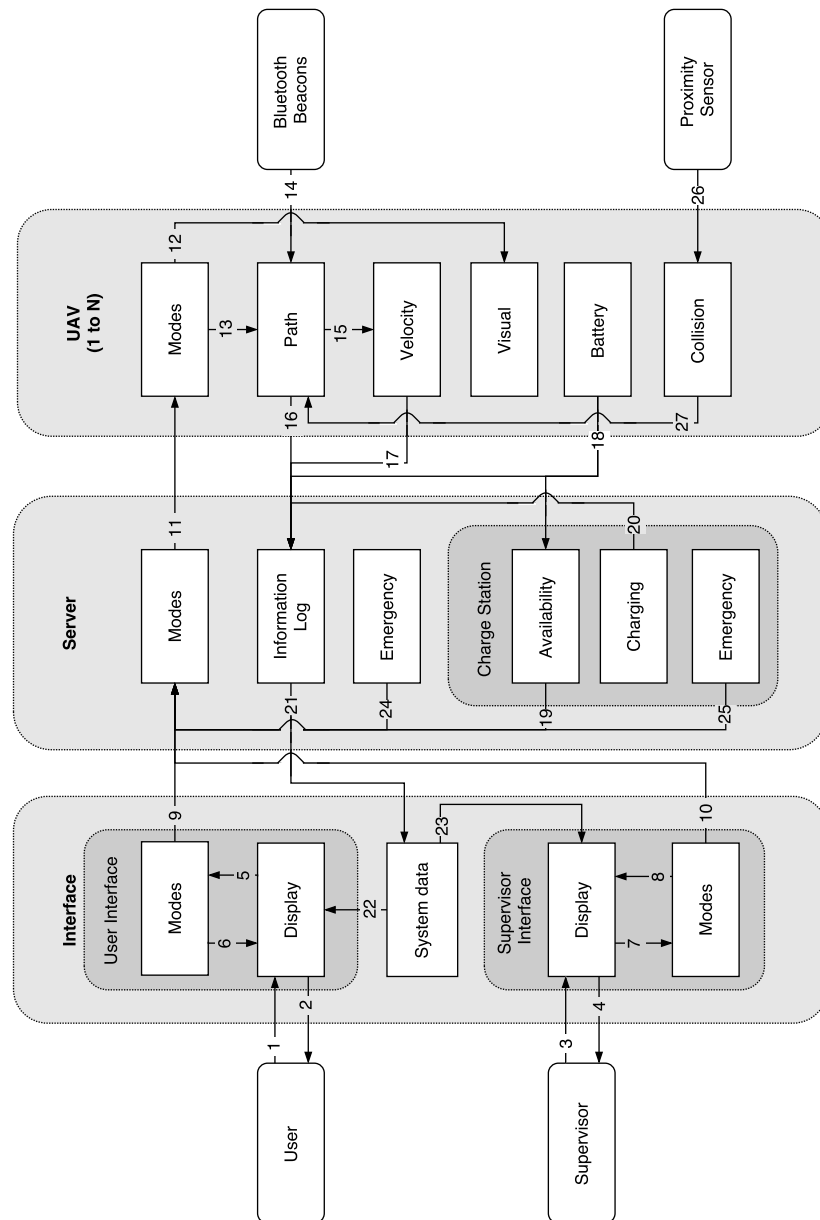 User
Supervisor
1
2
3
4
Interface
User Interface
Modes
5
6
Display
22
System data
23
Supervisor
Interface
Display
7
8
Modes
9
10
Server
Modes
21
Information
Log
24
Emergency
Charge Station
19
Availability
Charging
20
25
Emergency
11
16
17
18
27
UAV
(1 to N)
Modes
12
13
Path
15
Velocity
Visual
Battery
Collision
14
26
Bluetooth
Beacons
Proximity
Sensor